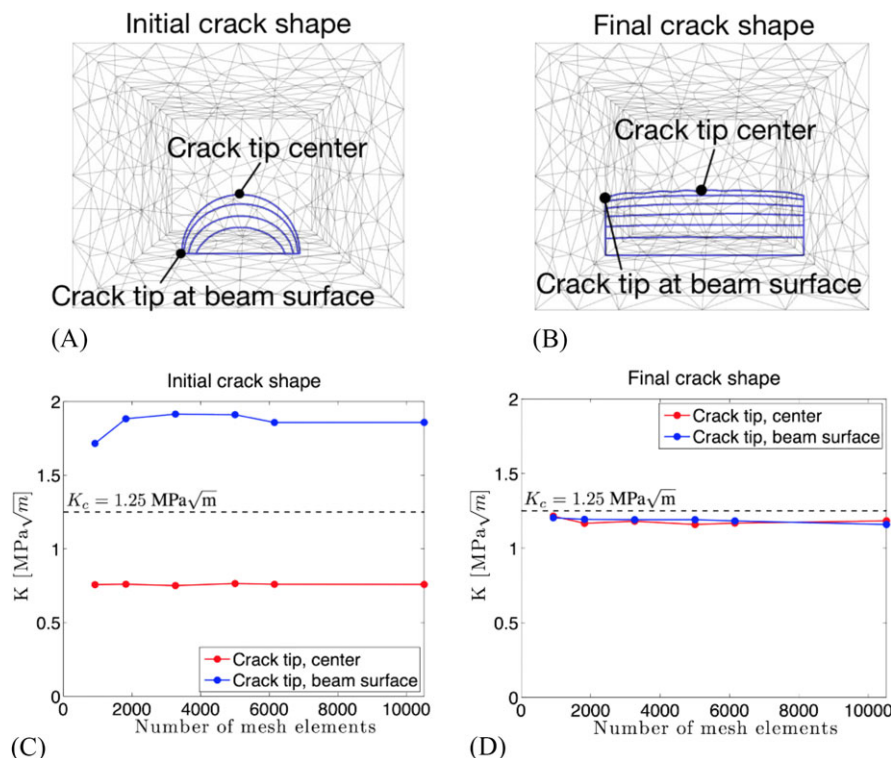 Initial crack shape
Crack tip center
Crack tip at beam surface
(A)
Final crack shape
Crack tip center
Crack tip at beam surface
(B)
Initial crack shape
2
1.5
1
0.5
0
K [MPa√m]
K_c = 1.25 MPa√m
Crack tip, center
Crack tip, beam surface
0 2000 4000 6000 8000 10000
Number of mesh elements
(C)
Final crack shape
2
1.5
1
0.5
0
K [MPa√m]
K_c = 1.25 MPa√m
Crack tip, center
Crack tip, beam surface
0 2000 4000 6000 8000 10000
Number of mesh elements
(D)